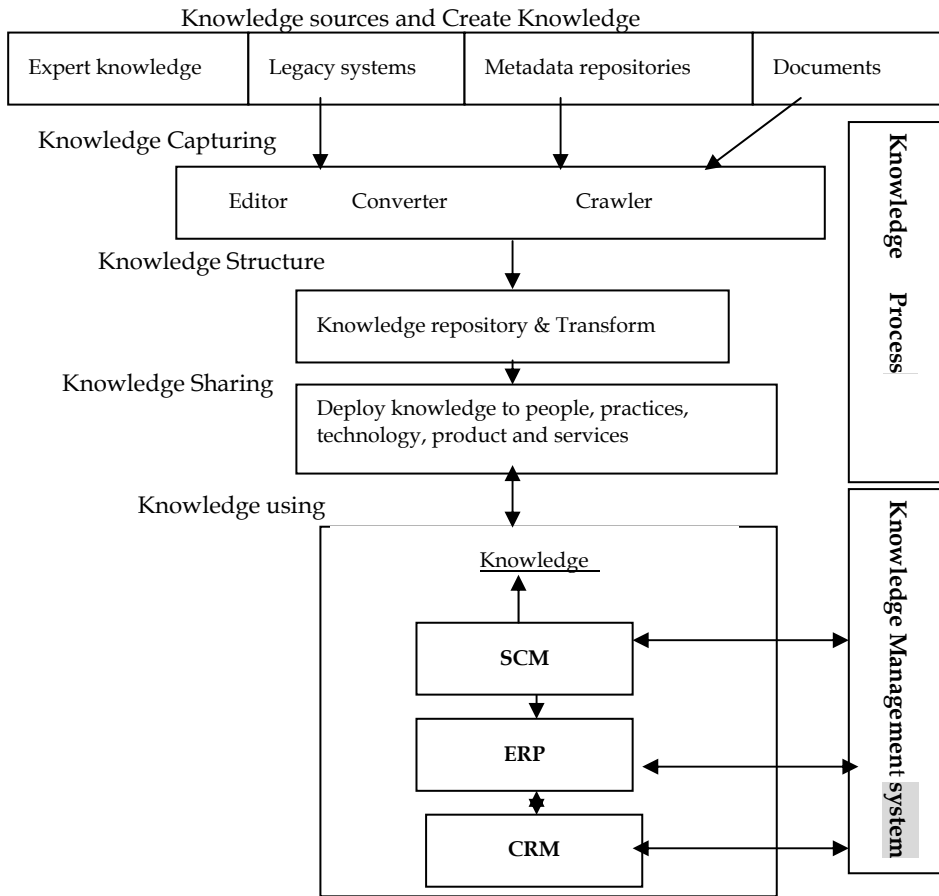 Knowledge sources and Create Knowledge
Expert knowledge
Legacy systems
Metadata repositories
Documents
Knowledge Capturing
Editor
Converter
Crawler
Knowledge Structure
Knowledge repository & Transform
Knowledge Sharing
Deploy knowledge to people, practices,
technology, product and services
Knowledge using
Knowledge
SCM
ERP
CRM
Knowledge Process
Knowledge Management system